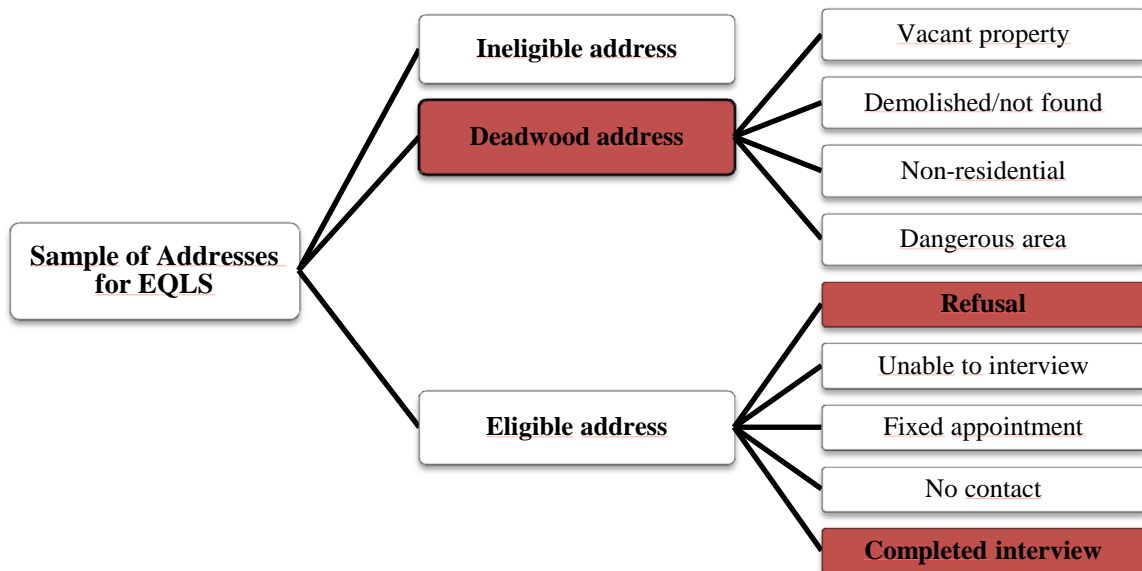 Sample of Addresses
for EQLS
Ineligible address
Deadwood address
Eligible address
Vacant property
Demolished/not found
Non-residential
Dangerous area
Refusal
Unable to interview
Fixed appointment
No contact
Completed interview